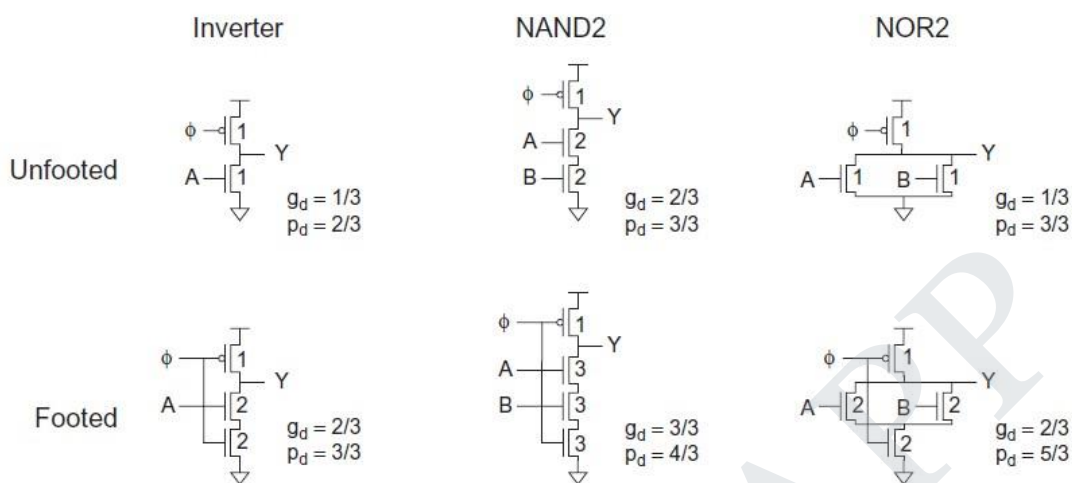 Inverter NAND2 NOR2
Unfooted
ϕ 1
Y
A 1
g_d = 1/3
p_d = 2/3
ϕ 1
Y
A 2
B 2
g_d = 2/3
p_d = 3/3
ϕ 1
Y
A 1 B 1
g_d = 1/3
p_d = 3/3
Footed
ϕ 1
Y
A 2
2
g_d = 2/3
p_d = 3/3
ϕ 1
Y
A 3
B 3
3
g_d = 3/3
p_d = 4/3
ϕ 1
Y
A 2 B 2
2
g_d = 2/3
p_d = 5/3
APP